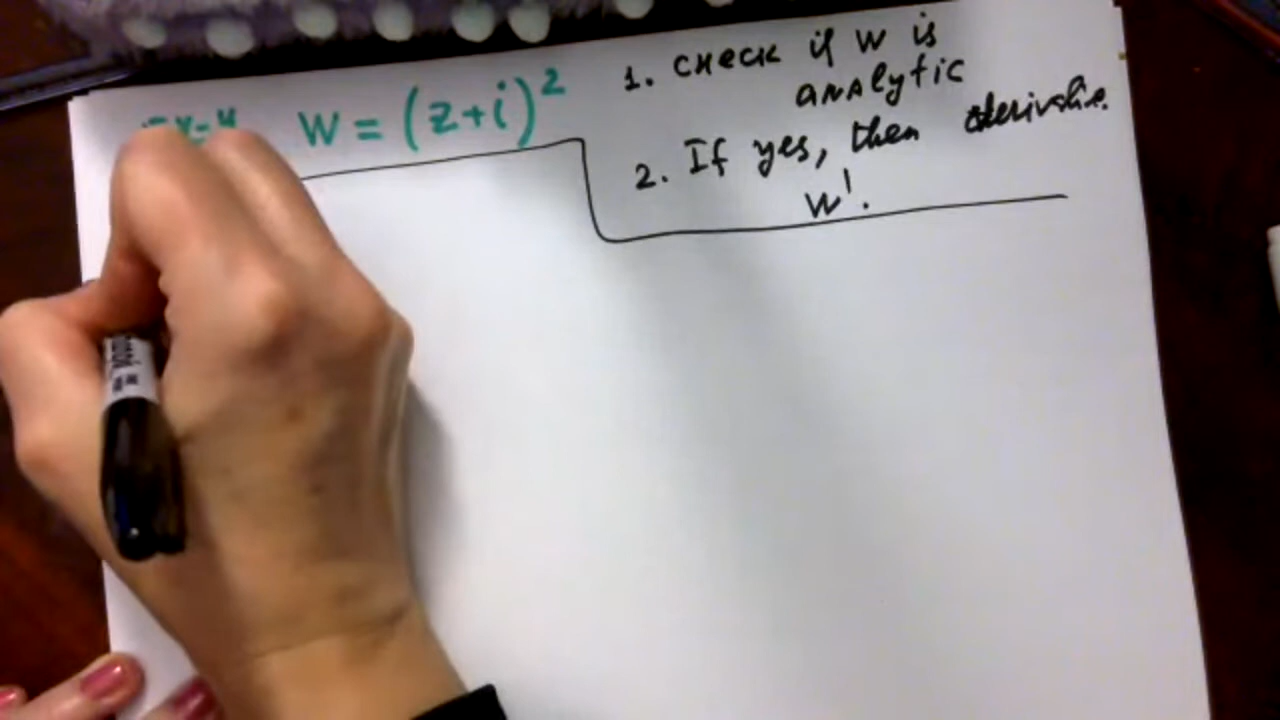 W = (z+i)²
1. CHECK if W is
ANAlytic
2. If yes, then derivative.
W'.